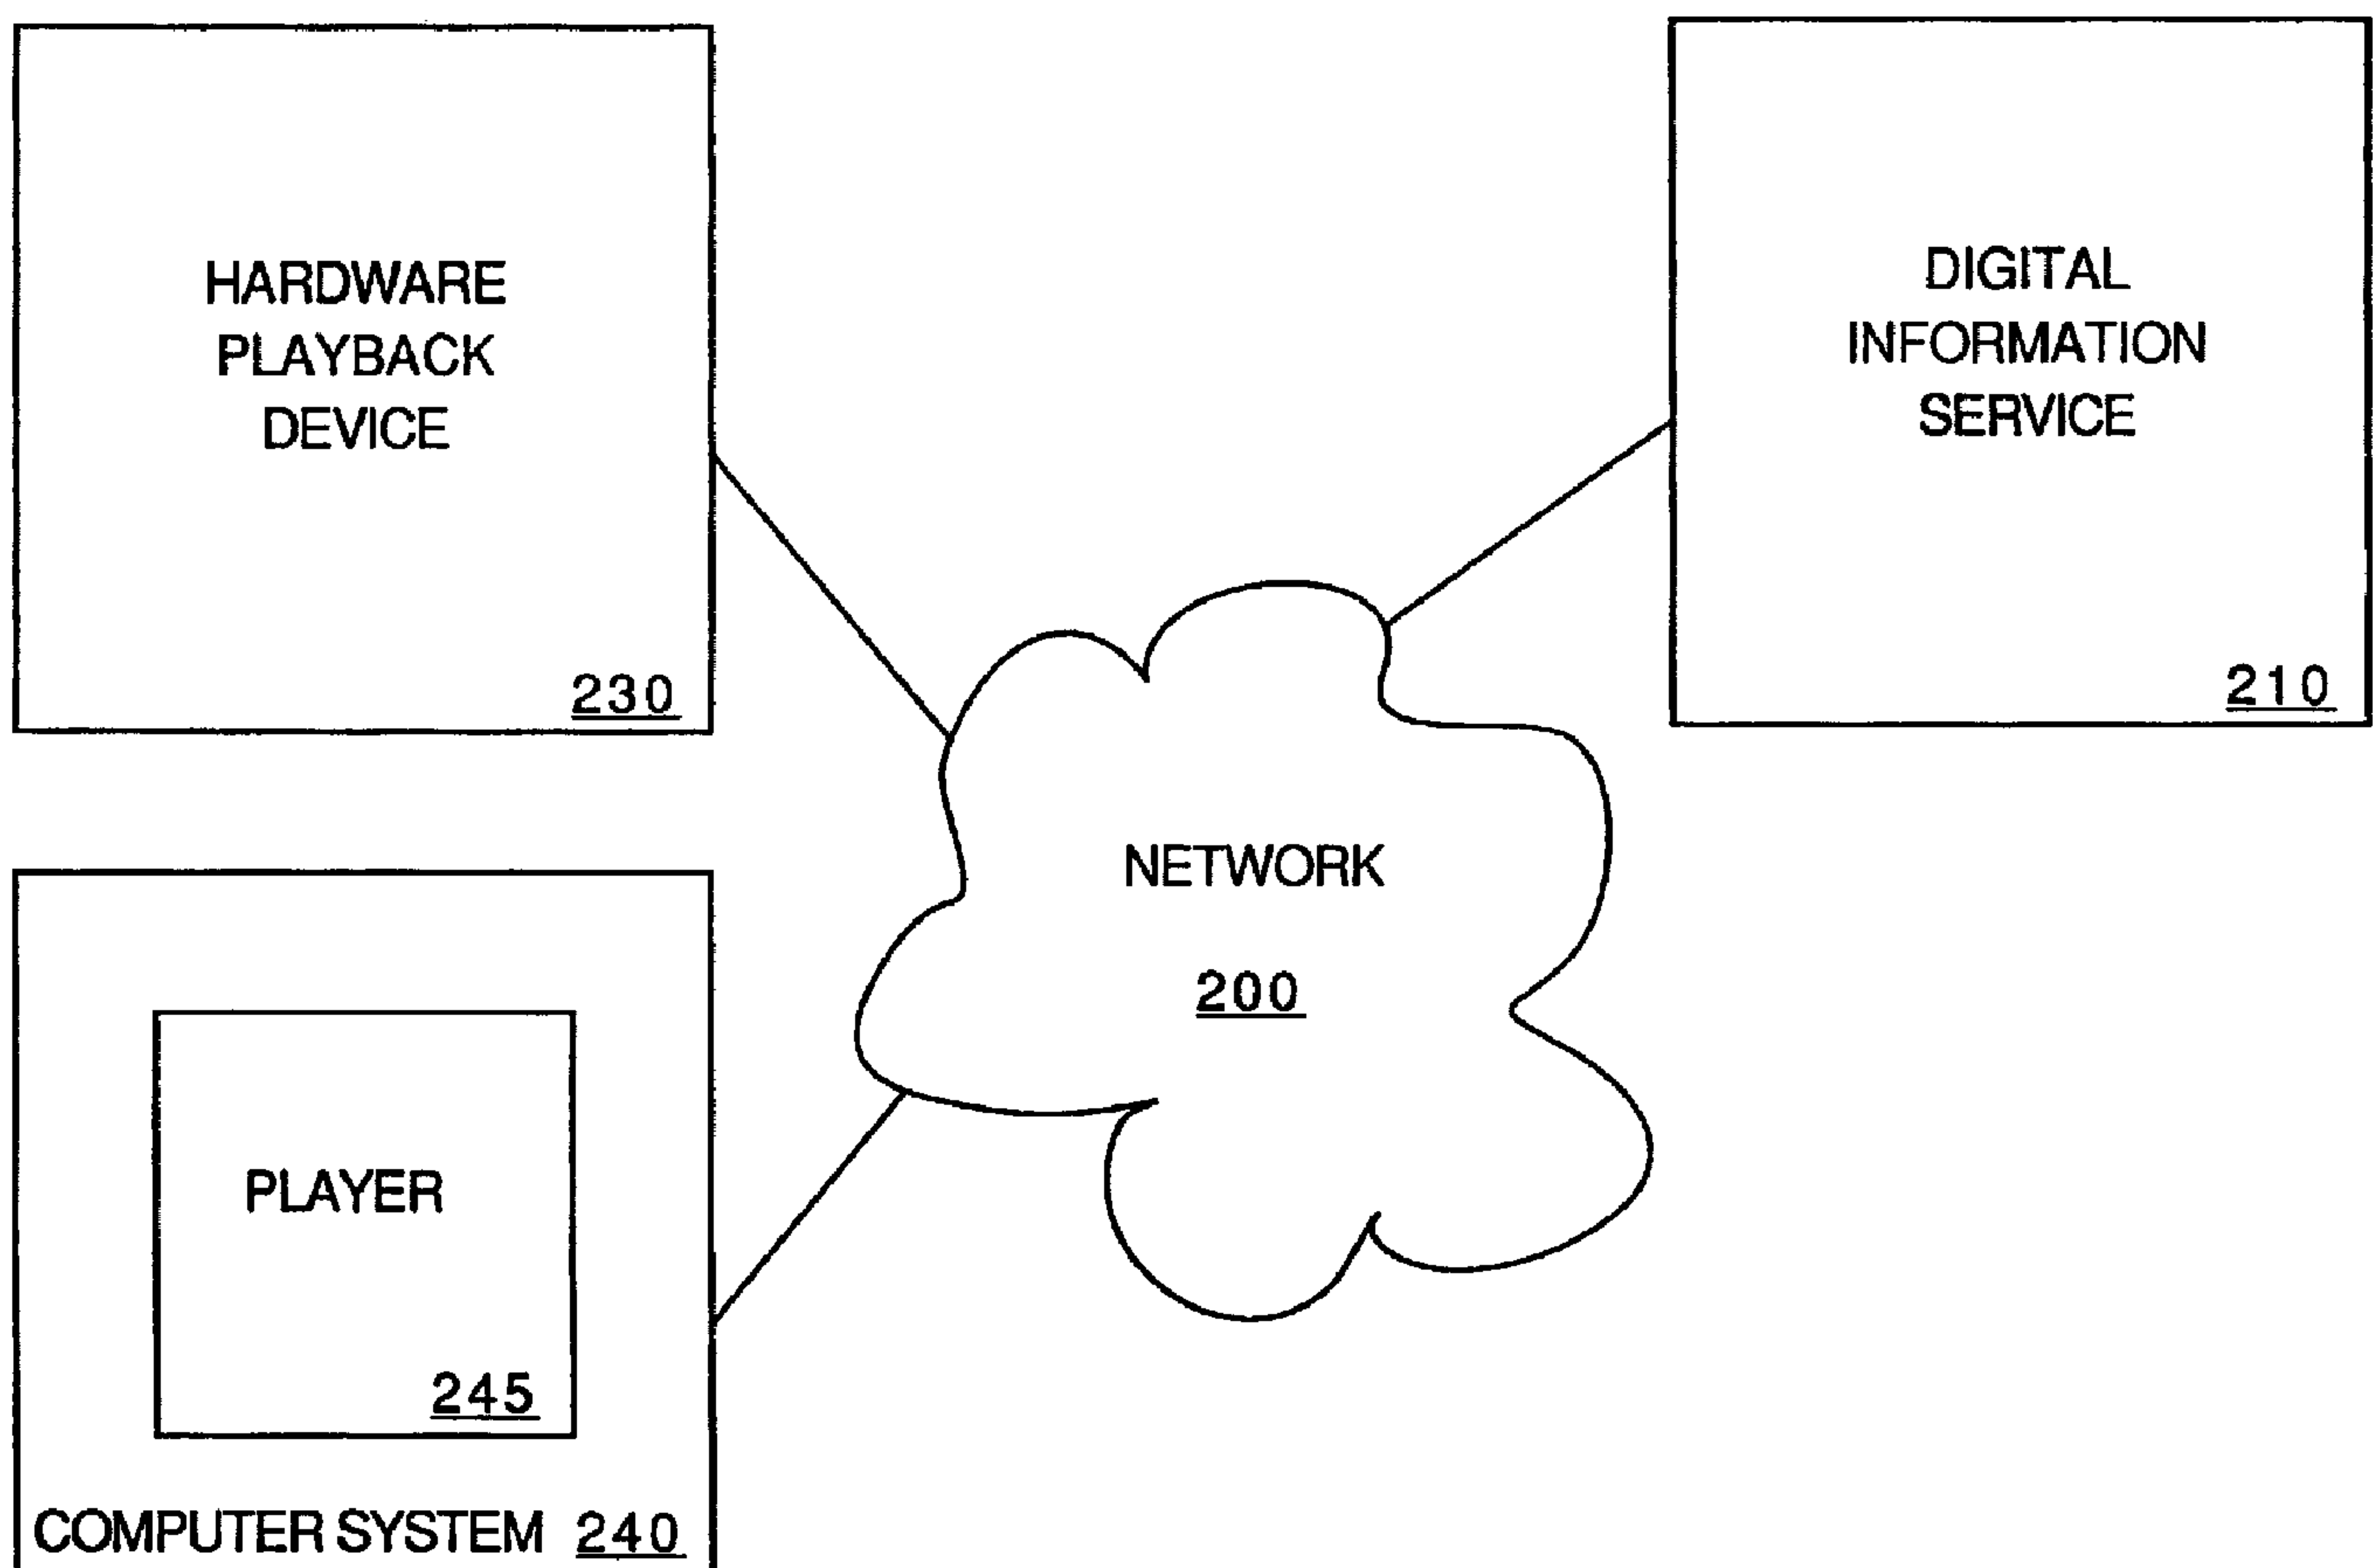 HARDWARE
PLAYBACK
DEVICE
230
DIGITAL
INFORMATION
SERVICE
210
NETWORK
200
PLAYER
245
COMPUTER SYSTEM 240